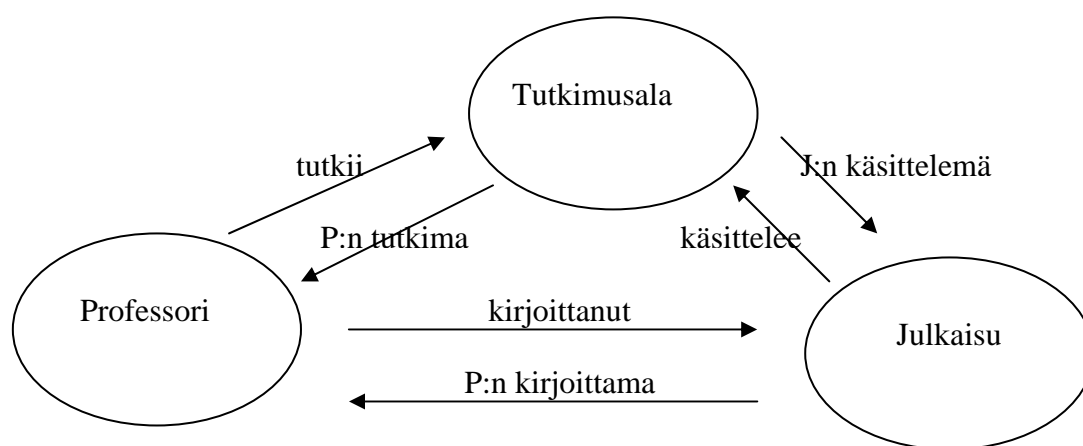 Tutkimusala
tutkii
J:n käsittelemä
P:n tutkima
käsittelee
Professori
kirjoittanut
Julkaisu
P:n kirjoittama